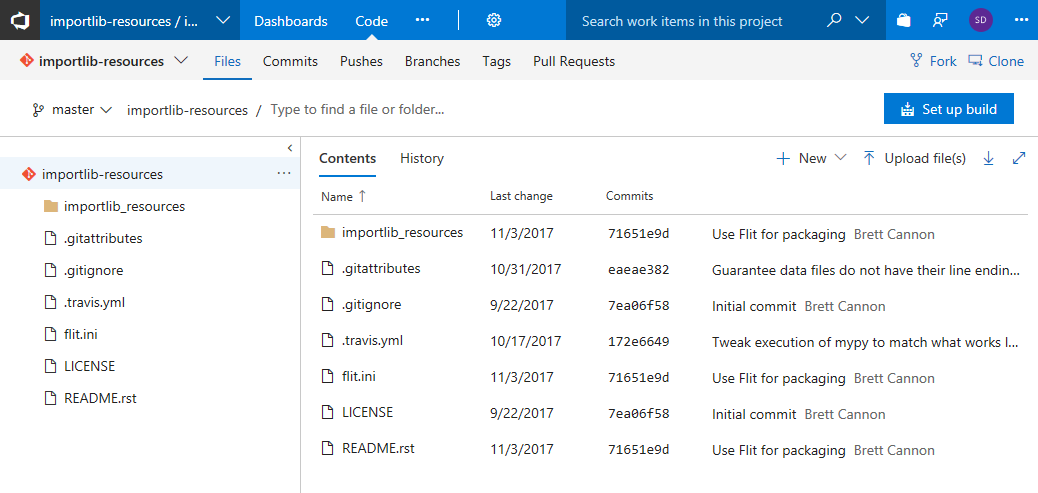 importlib-resources / i... Dashboards Code ... Search work items in this project SD ...
importlib-resources Files Commits Pushes Branches Tags Pull Requests Fork Clone
master importlib-resources / Type to find a file or folder... Set up build
importlib-resources ...
importlib_resources
.gitattributes
.gitignore
.travis.yml
flit.ini
LICENSE
README.rst
Contents History New Upload file(s)
Name ↑ Last change Commits
importlib_resources 11/3/2017 71651e9d Use Flit for packaging Brett Cannon
.gitattributes 10/31/2017 eaeae382 Guarantee data files do not have their line endin...
.gitignore 9/22/2017 7ea06f58 Initial commit Brett Cannon
.travis.yml 10/17/2017 172e6649 Tweak execution of mypy to match what works l...
flit.ini 11/3/2017 71651e9d Use Flit for packaging Brett Cannon
LICENSE 9/22/2017 7ea06f58 Initial commit Brett Cannon
README.rst 11/3/2017 71651e9d Use Flit for packaging Brett Cannon